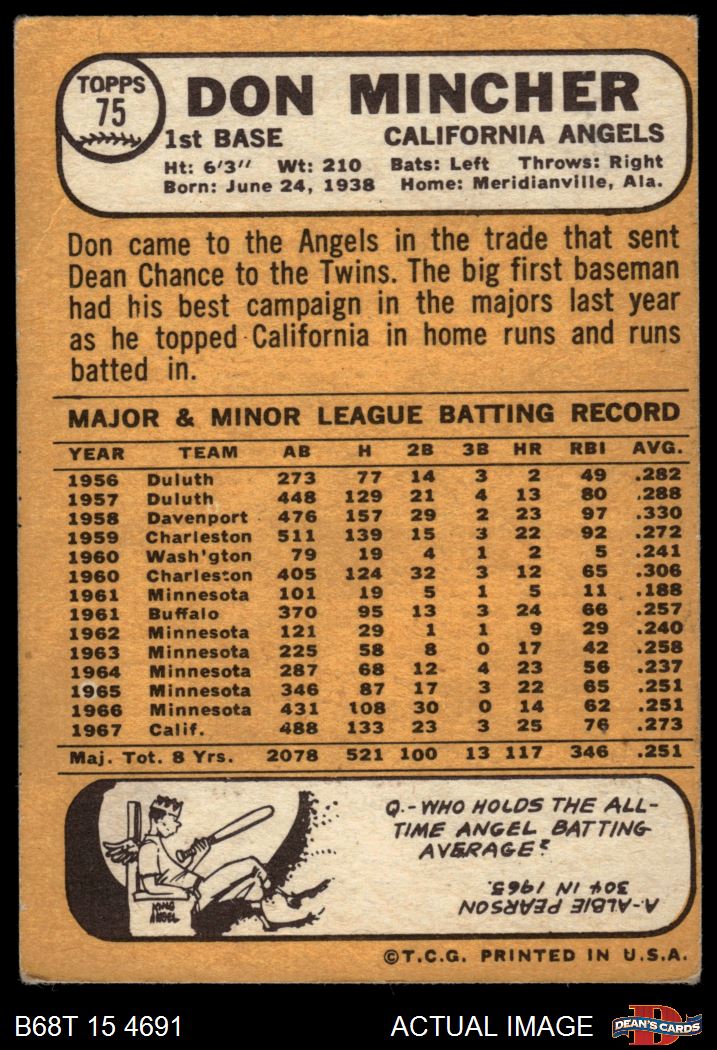 TOPPS
75
DON MINCHER
1st BASE CALIFORNIA ANGELS
Ht: 6'3" Wt: 210 Bats: Left Throws: Right
Born: June 24, 1938 Home: Meridianville, Ala.
Don came to the Angels in the trade that sent
Dean Chance to the Twins. The big first baseman
had his best campaign in the majors last year
as he topped California in home runs and runs
batted in.
MAJOR & MINOR LEAGUE BATTING RECORD
YEAR TEAM AB H 2B 3B HR RBI AVG.
1956 Duluth 273 77 14 3 2 49 .282
1957 Duluth 448 129 21 4 13 80 .288
1958 Davenport 476 157 29 2 23 97 .330
1959 Charleston 511 139 15 3 22 92 .272
1960 Wash'gton 79 19 4 1 2 5 .241
1960 Charleston 405 124 32 3 12 65 .306
1961 Minnesota 101 19 5 1 5 11 .188
1961 Buffalo 370 95 13 3 24 66 .257
1962 Minnesota 121 29 1 1 9 29 .240
1963 Minnesota 225 58 8 0 17 42 .258
1964 Minnesota 287 68 12 4 23 56 .237
1965 Minnesota 346 87 17 3 22 65 .251
1966 Minnesota 431 108 30 0 14 62 .251
1967 Calif. 488 133 23 3 25 76 .273
Maj. Tot. 8 Yrs. 2078 521 100 13 117 346 .251
Q.-WHO HOLDS THE ALL-
TIME ANGEL BATTING
AVERAGE?
A-ALBIE PEARSON
304 IN 1965.
KING
ANGEL
©T.C.G. PRINTED IN U.S.A.
B68T 15 4691 ACTUAL IMAGE
D
DEAN'S CARDS